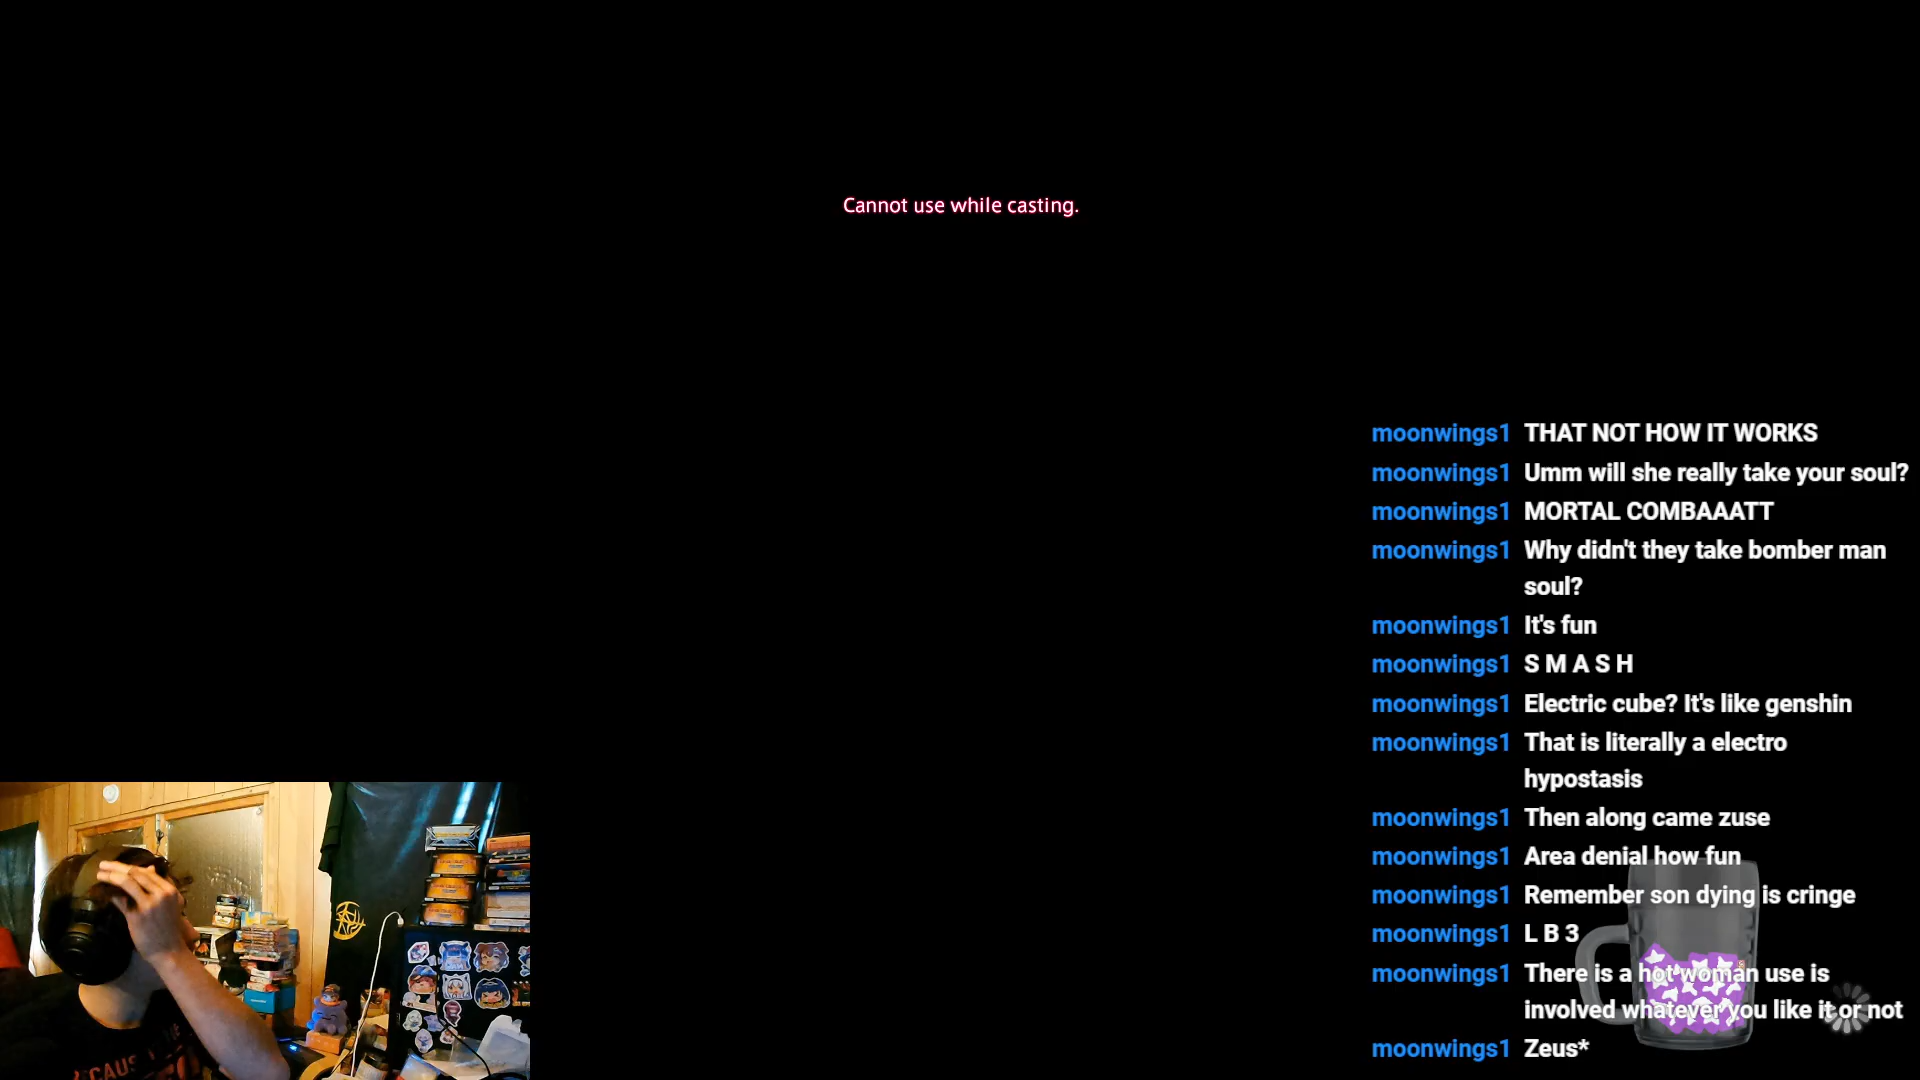 Cannot use while casting.
moonwings1 THAT NOT HOW IT WORKS
moonwings1 Umm will she really take your soul?
moonwings1 MORTAL COMBAAATT
moonwings1 Why didn't they take bomber man
soul?
moonwings1 It's fun
moonwings1 S M A S H
moonwings1 Electric cube? It's like genshin
moonwings1 That is literally a electro
hypostasis
moonwings1 Then along came zuse
moonwings1 Area denial how fun
moonwings1 Remember son dying is cringe
moonwings1 L B 3
moonwings1 There is a hot woman use is
involved whatever you like it or not
moonwings1 Zeus*